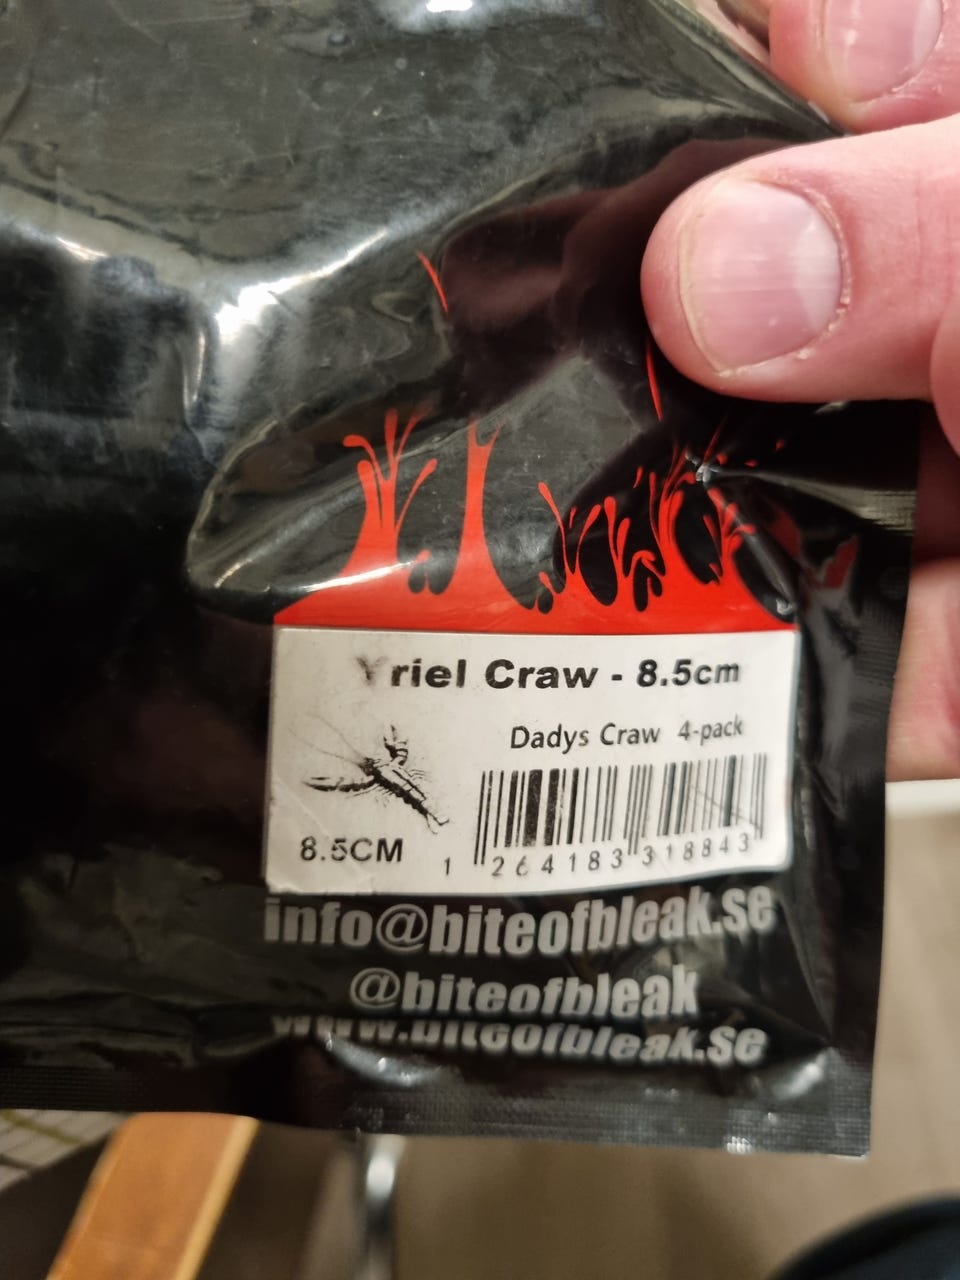 Yriel Craw - 8.5cm
Dadys Craw 4-pack
8.5CM
1 264183 318843
info@biteofbleak.se
@biteofbleak
www.biteofbleak.se